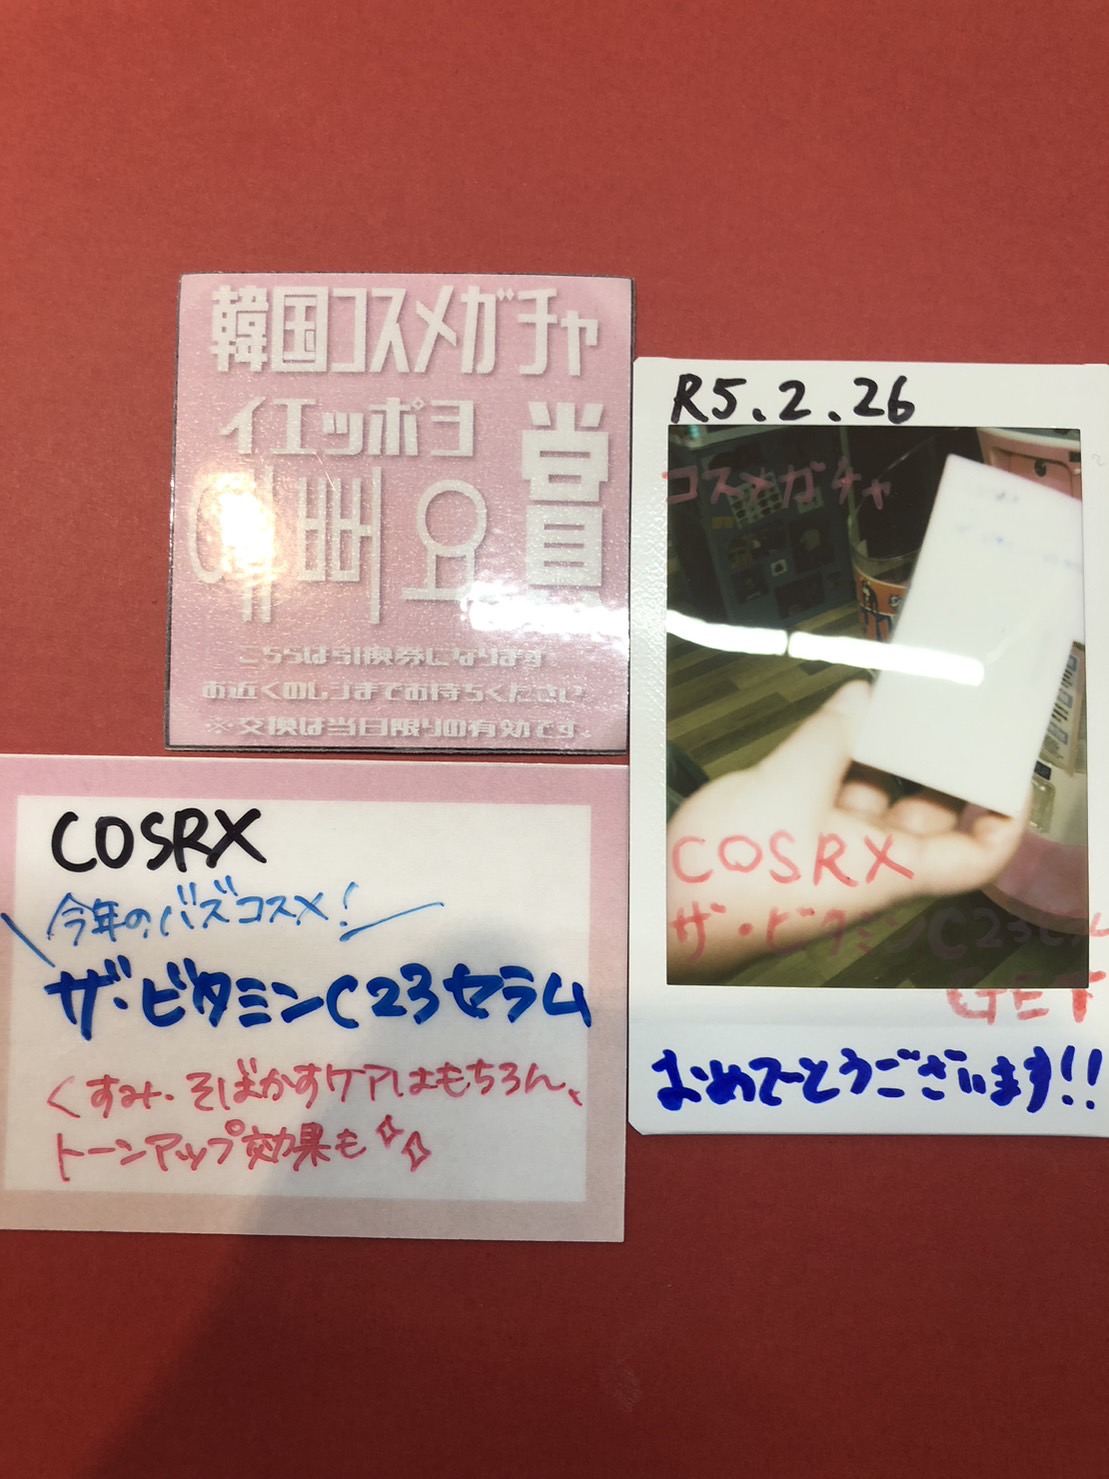 韓国コスメガチャ
イエッポヨ賞
예뻐요
こちらは引換券になります。
お近くのレジまでお待ちください
※交換は当日限りの有効です。
COSRX
今年のバズコスメ!
ザ・ビタミンC23セラム
くすみ・そばかすケアはもちろん、
トーンアップ効果も
R5.2.26
コスメガチャ
COSRX
ザ・ビタミンC23セラム
GET
おめでとうございます!!